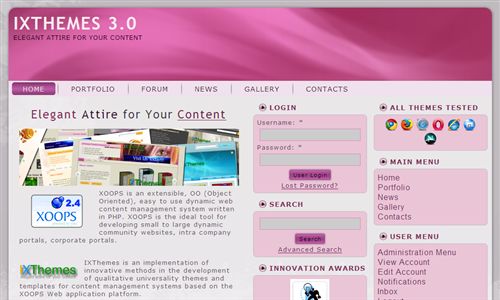 IXTHEMES 3.0
ELEGANT ATTIRE FOR YOUR CONTENT
HOME PORTFOLIO FORUM NEWS GALLERY CONTACTS
Elegant Attire for Your Content
XOOPS 2.4
XOOPS is an extensible, OO (Object
Oriented), easy to use dynamic web
content management system written
in PHP. XOOPS is the ideal tool for
developing small to large dynamic
community websites, intra company
portals, corporate portals.
IXThemes
IXThemes is an implementation of
innovative methods in the development
of qualitative universality themes and
templates for content management systems based on the
XOOPS Web application platform.
LOGIN
Username: *
Password: *
User Login
Lost Password?
SEARCH
Search
Advanced Search
INNOVATION AWARDS
ALL THEMES TESTED
MAIN MENU
Home
Portfolio
News
Gallery
Contacts
USER MENU
Administration Menu
View Account
Edit Account
Notifications
Inbox